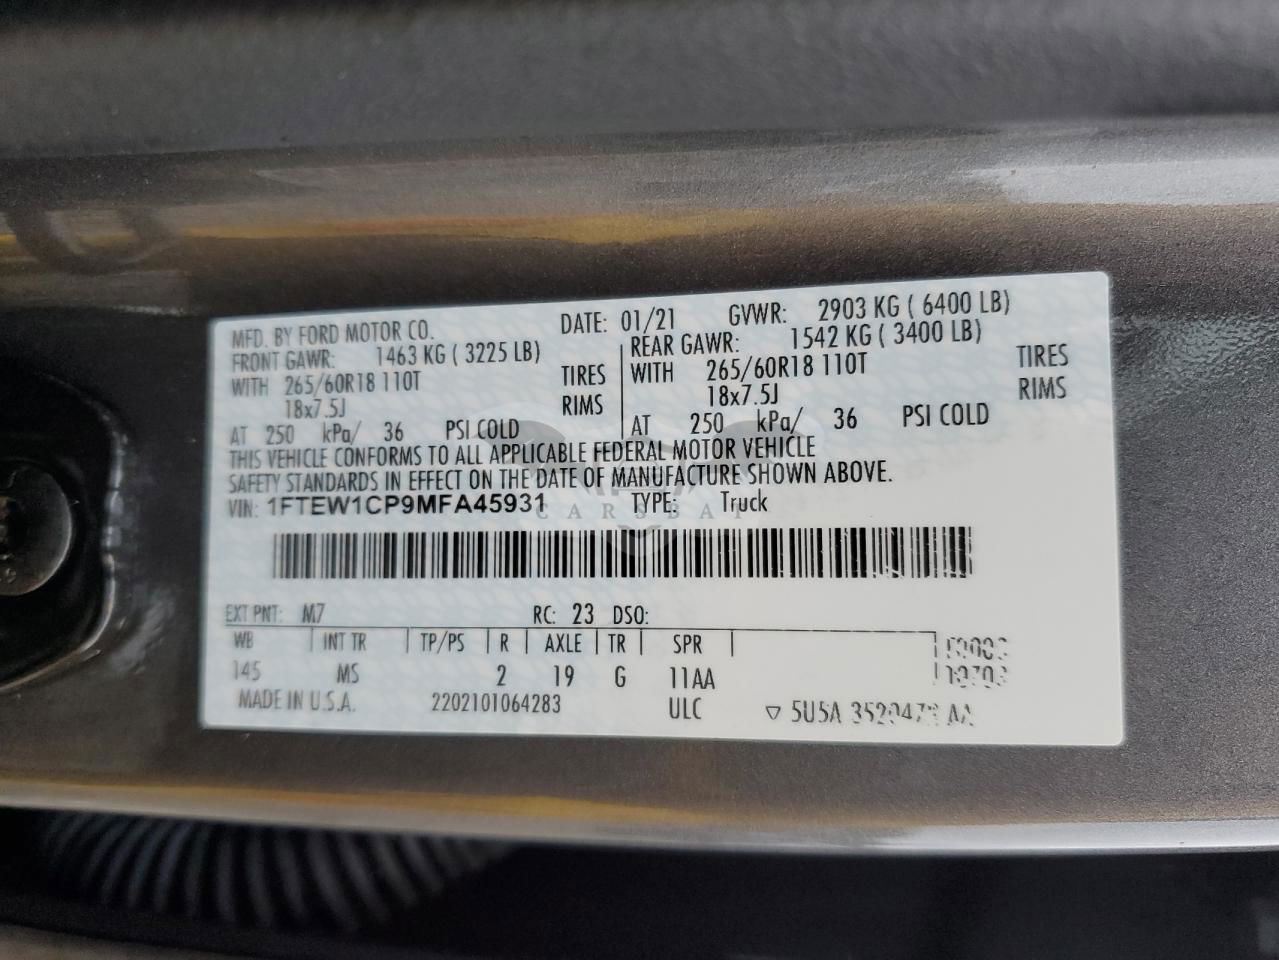 MFD. BY FORD MOTOR CO. DATE: 01/21 GVWR: 2903 KG ( 6400 LB)
FRONT GAWR: 1463 KG ( 3225 LB) REAR GAWR: 1542 KG ( 3400 LB)
WITH 265/60R18 110T TIRES WITH 265/60R18 110T TIRES
18x7.5J RIMS 18x7.5J RIMS
AT 250 kPa/ 36 PSI COLD AT 250 kPa/ 36 PSI COLD
THIS VEHICLE CONFORMS TO ALL APPLICABLE FEDERAL MOTOR VEHICLE
SAFETY STANDARDS IN EFFECT ON THE DATE OF MANUFACTURE SHOWN ABOVE.
VIN: 1FTEW1CP9MFA45931 TYPE: Truck
CARSBAT
EXT PNT: M7 RC: 23 DSO:
WB INT TR TP/PS R AXLE TR SPR
145 MS 2 19 G 11AA
MADE IN U.S.A. 2202101064283 ULC ▽ 5U5A AA